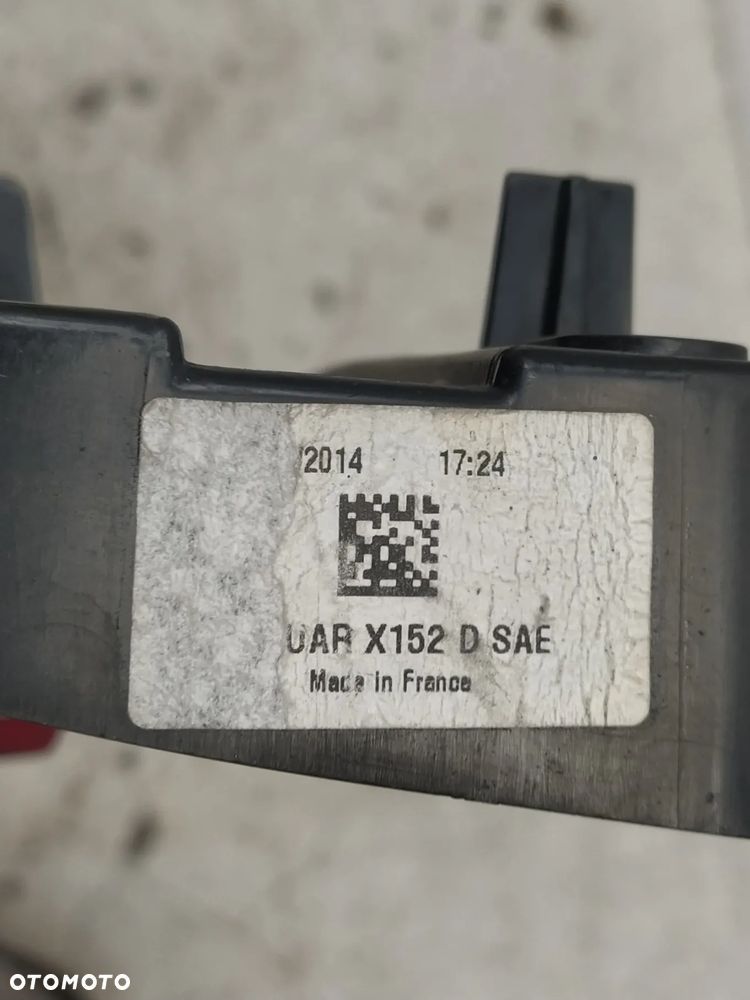 /2014 17:24
UAR X152 D SAE
Made in France
OTOMOTO